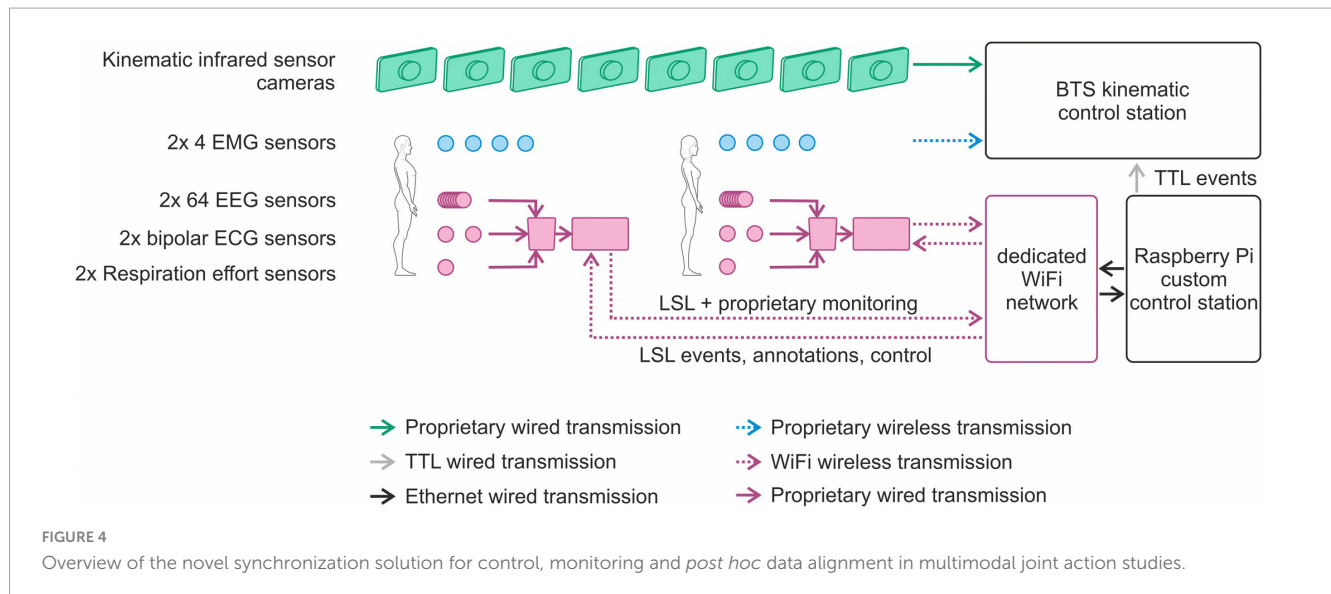 Kinematic infrared sensor
cameras
BTS kinematic
control station
2x 4 EMG sensors
TTL events
2x 64 EEG sensors
2x bipolar ECG sensors
2x Respiration effort sensors
dedicated
WiFi
network
Raspberry Pi
custom
control station
LSL + proprietary monitoring
LSL events, annotations, control
Proprietary wired transmission
TTL wired transmission
Ethernet wired transmission
Proprietary wireless transmission
WiFi wireless transmission
Proprietary wired transmission
FIGURE 4
Overview of the novel synchronization solution for control, monitoring and post hoc data alignment in multimodal joint action studies.